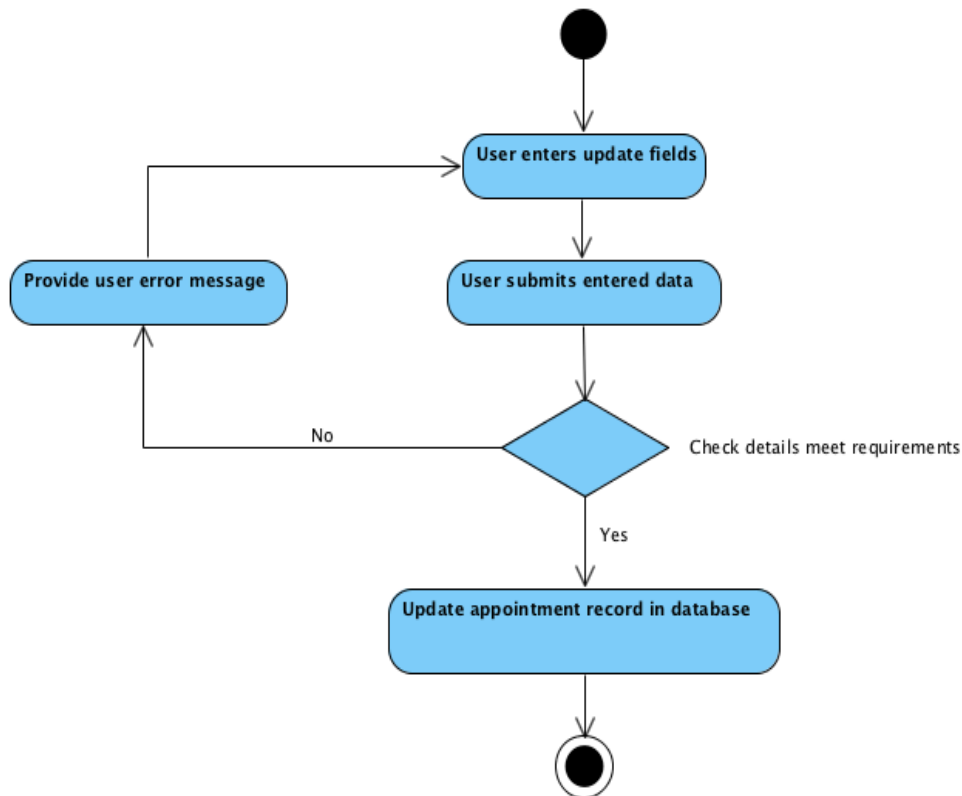 User enters update fields
Provide user error message
User submits entered data
No
Check details meet requirements
Yes
Update appointment record in database